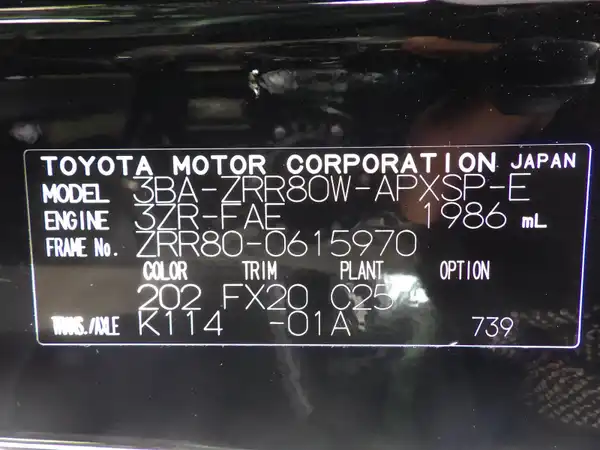 TOYOTA MOTOR CORPORATION JAPAN
MODEL 3BA-ZRR80W-APXSP-E
ENGINE 3ZR-FAE 1986 mL
FRAME No. ZRR80-0615970
COLOR TRIM PLANT OPTION
202 FX20 C25
TRANS./AXLE K114 -01A 739